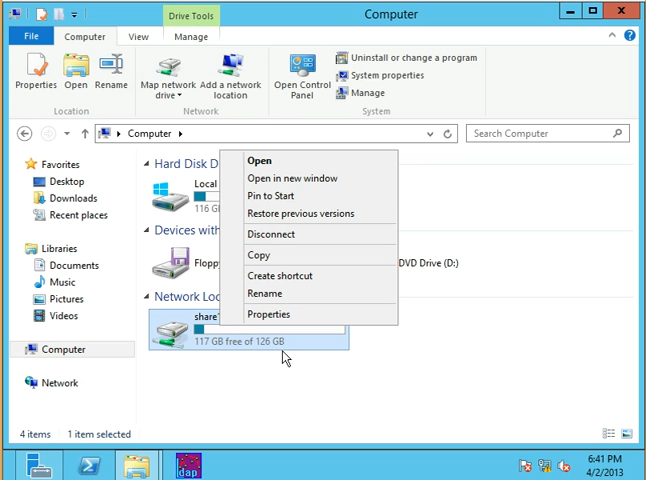 Drive Tools
Computer
File
Computer
View
Manage
Properties
Open
Rename
Map network drive
Add a network location
Open Control Panel
Uninstall or change a program
System properties
Manage
Location
Network
System
Computer
Search Computer
Favorites
Desktop
Downloads
Recent places
Libraries
Documents
Music
Pictures
Videos
Computer
Network
Hard Disk D
Local
116 G
Devices with
Floppy
DVD Drive (D:)
Network Loc
share
117 GB free of 126 GB
Open
Open in new window
Pin to Start
Restore previous versions
Disconnect
Copy
Create shortcut
Rename
Properties
4 items
1 item selected
dap
6:41 PM
4/2/2013